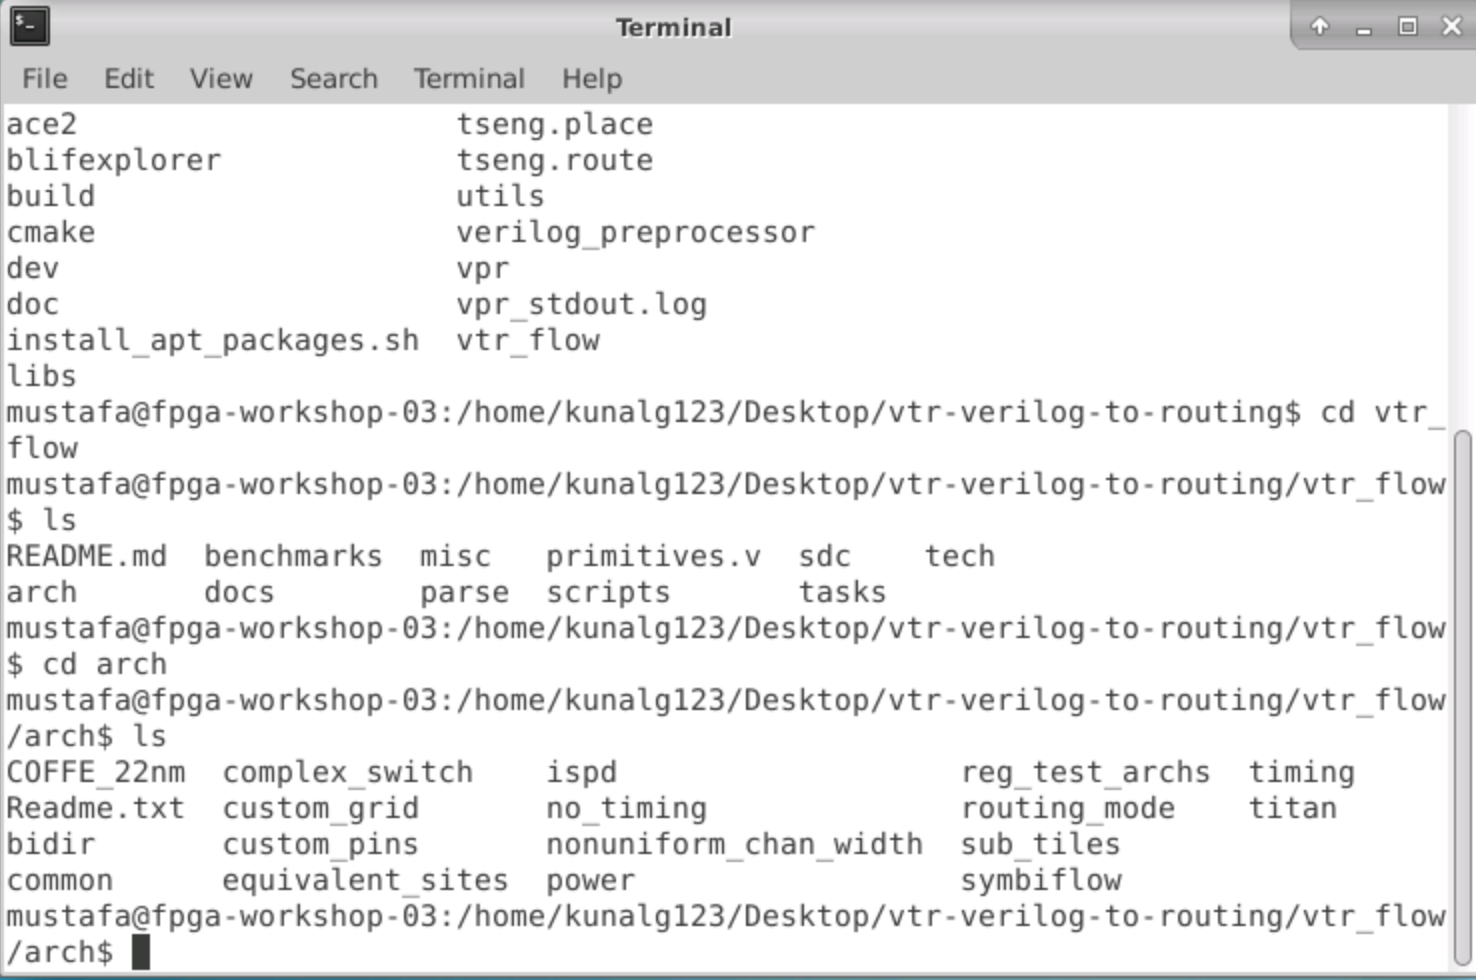 Terminal
File Edit View Search Terminal Help
ace2                     tseng.place
blifexplorer             tseng.route
build                    utils
cmake                    verilog_preprocessor
dev                      vpr
doc                      vpr_stdout.log
install_apt_packages.sh  vtr_flow
libs
mustafa@fpga-workshop-03:/home/kunalg123/Desktop/vtr-verilog-to-routing$ cd vtr_
flow
mustafa@fpga-workshop-03:/home/kunalg123/Desktop/vtr-verilog-to-routing/vtr_flow
$ ls
README.md  benchmarks  misc   primitives.v  sdc    tech
arch       docs        parse  scripts       tasks
mustafa@fpga-workshop-03:/home/kunalg123/Desktop/vtr-verilog-to-routing/vtr_flow
$ cd arch
mustafa@fpga-workshop-03:/home/kunalg123/Desktop/vtr-verilog-to-routing/vtr_flow
/arch$ ls
COFFE_22nm  complex_switch    ispd                   reg_test_archs  timing
Readme.txt  custom_grid       no_timing              routing_mode    titan
bidir       custom_pins       nonuniform_chan_width  sub_tiles
common      equivalent_sites  power                  symbiflow
mustafa@fpga-workshop-03:/home/kunalg123/Desktop/vtr-verilog-to-routing/vtr_flow
/arch$